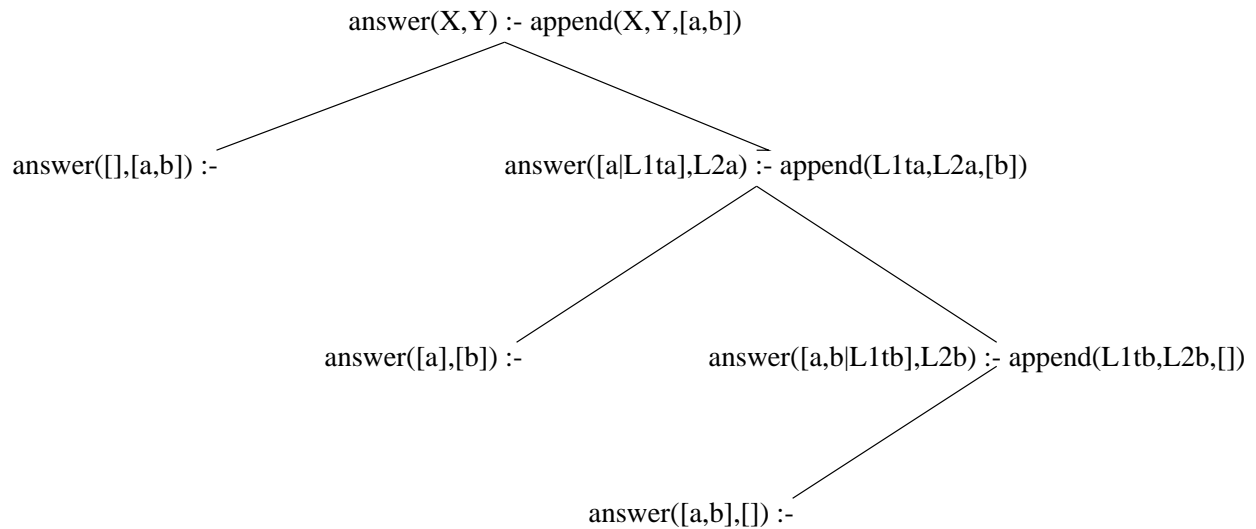 answer(X,Y) :- append(X,Y,[a,b])
answer([],[a,b]) :-
answer([a|L1ta],L2a) :- append(L1ta,L2a,[b])
answer([a],[b]) :-
answer([a,b|L1tb],L2b) :- append(L1tb,L2b,[])
answer([a,b],[]) :-